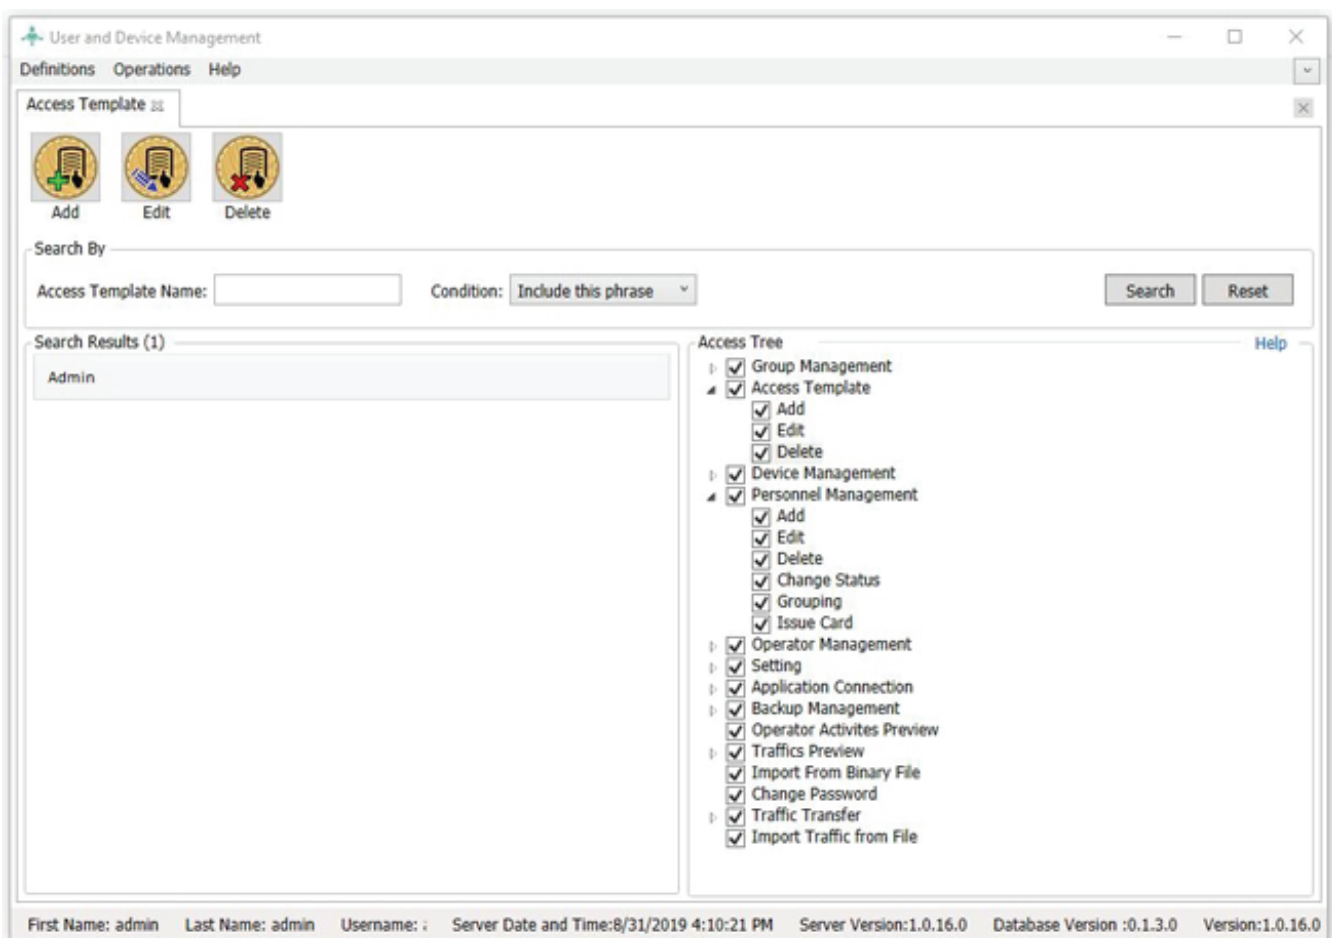 User and Device Management
Definitions Operations Help
Access Template
Add Edit Delete
Search By
Access Template Name: Condition: Include this phrase Search Reset
Search Results (1)
Admin
Access Tree Help
Group Management
Access Template
Add
Edit
Delete
Device Management
Personnel Management
Add
Edit
Delete
Change Status
Grouping
Issue Card
Operator Management
Setting
Application Connection
Backup Management
Operator Activites Preview
Traffics Preview
Import From Binary File
Change Password
Traffic Transfer
Import Traffic from File
First Name: admin Last Name: admin Username: Server Date and Time:8/31/2019 4:10:21 PM Server Version:1.0.16.0 Database Version :0.1.3.0 Version:1.0.16.0